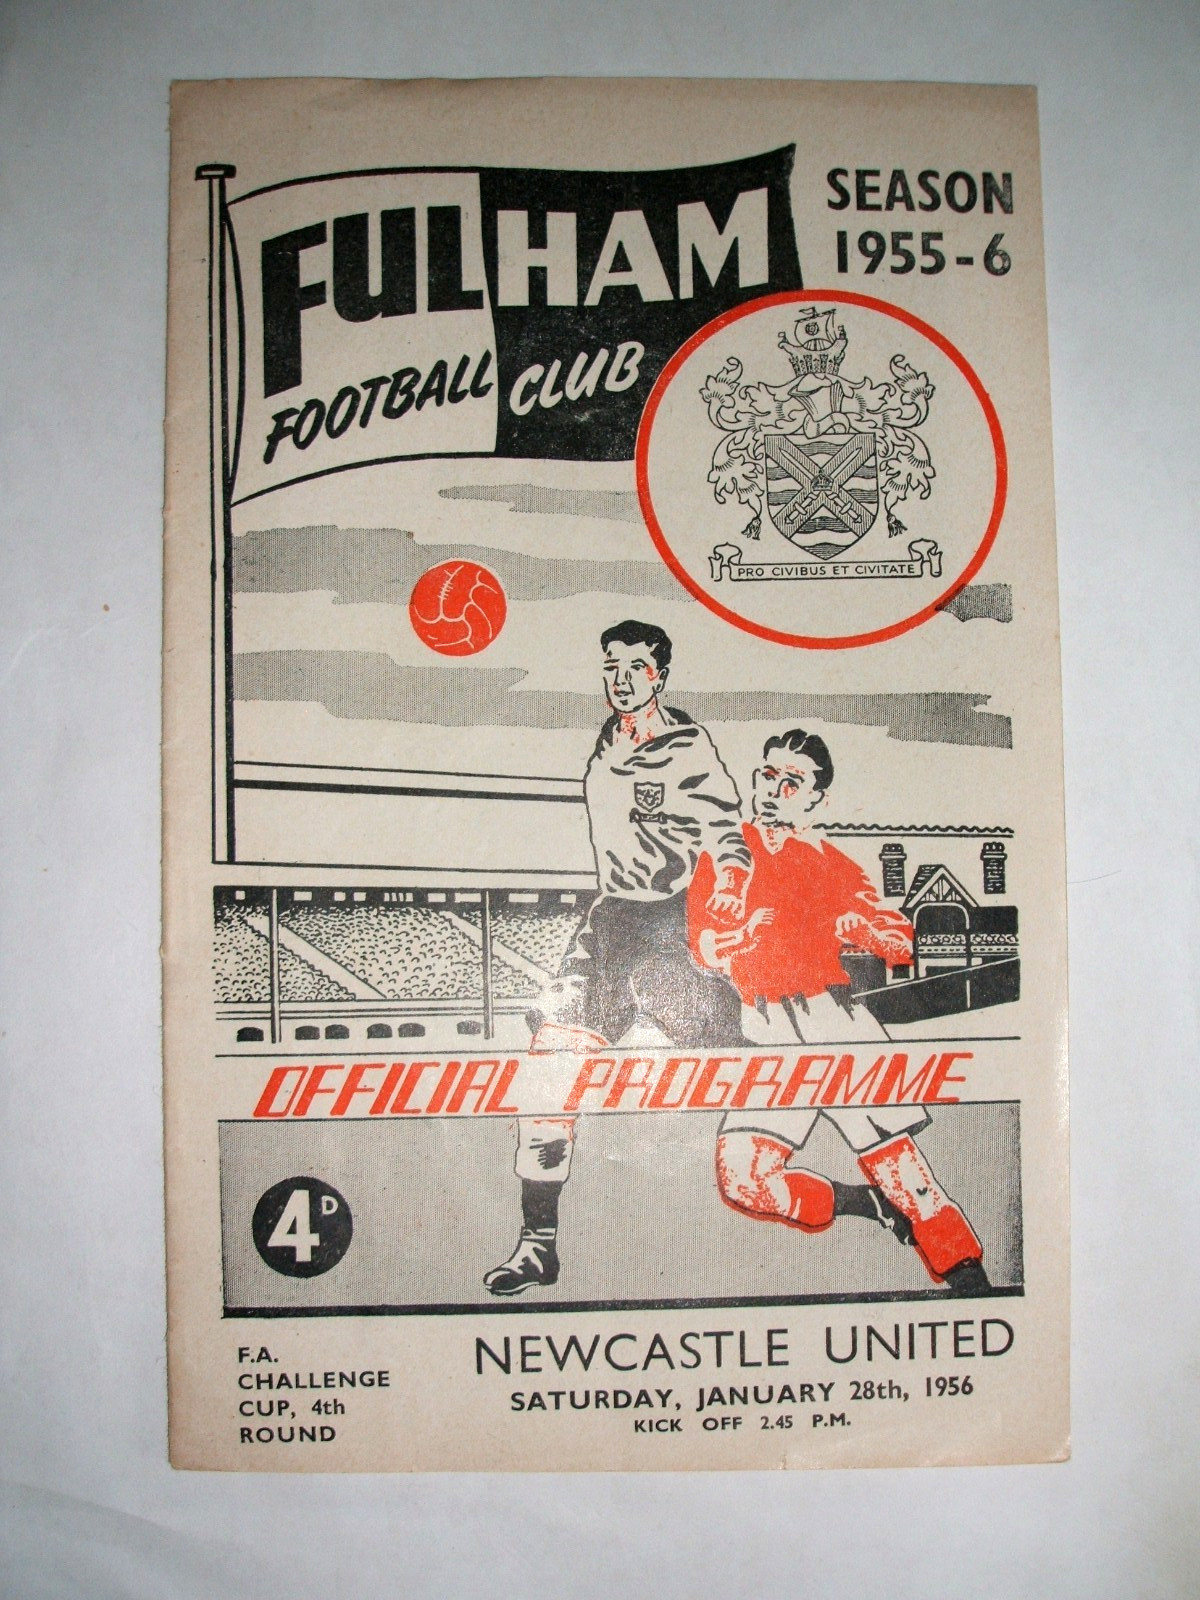 SEASON
1955-6
FULHAM
FOOTBALL CLUB
PRO CIVIBUS ET CIVITATE
OFFICIAL PROGRAMME
4D
F.A.
CHALLENGE
CUP, 4th
ROUND
NEWCASTLE UNITED
SATURDAY, JANUARY 28th, 1956
KICK OFF 2.45 P.M.